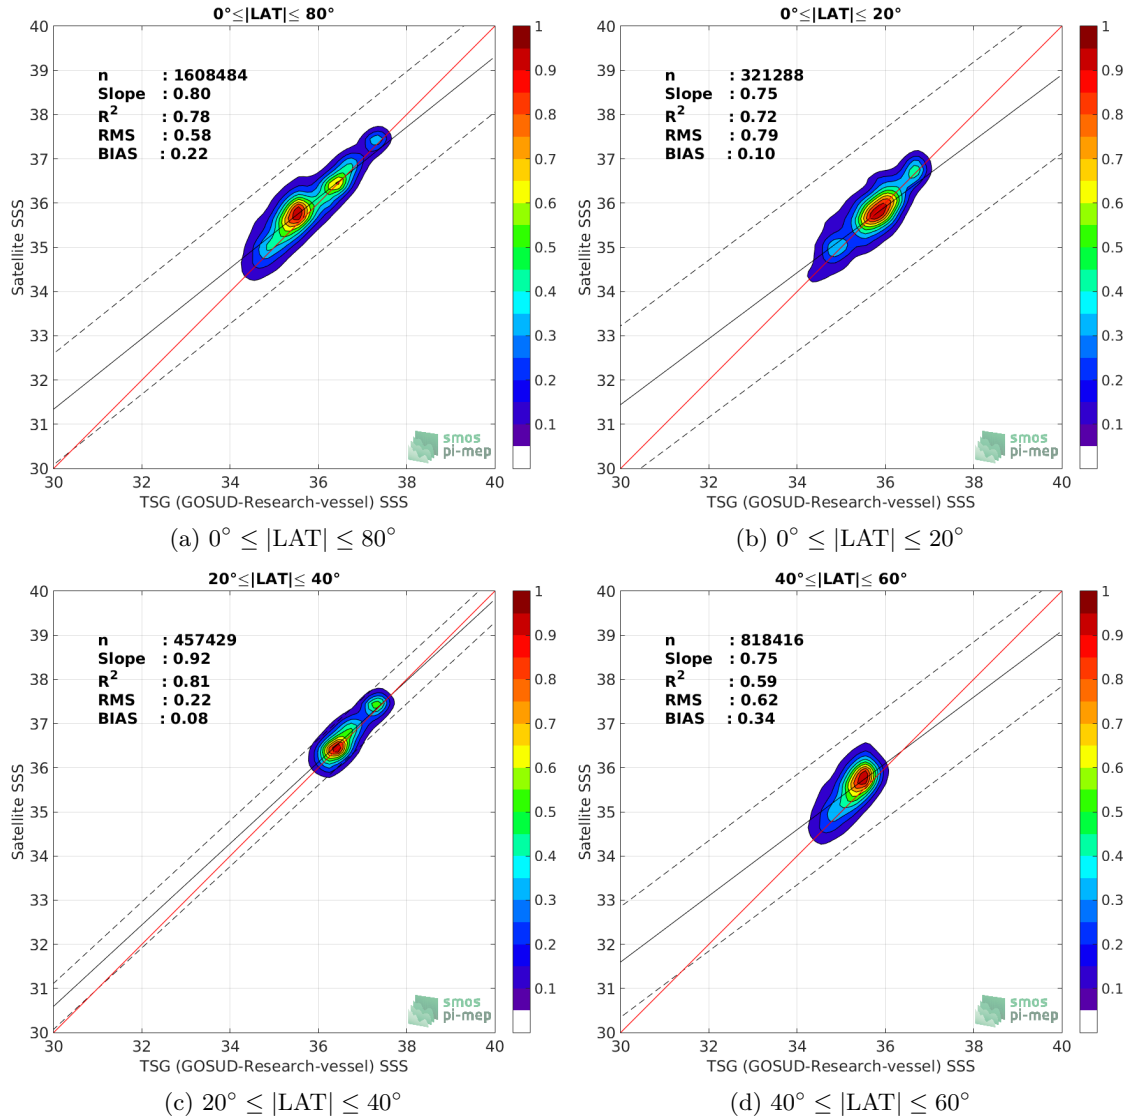 0°≤|LAT|≤ 80°
n : 1608484
Slope : 0.80
R² : 0.78
RMS : 0.58
BIAS : 0.22
40
39
38
37
36
35
34
33
32
31
30
Satellite SSS
30 32 34 36 38 40
TSG (GOSUD-Research-vessel) SSS
1
0.9
0.8
0.7
0.6
0.5
0.4
0.3
0.2
0.1
smos
pi-mep
(a) 0° ≤ |LAT| ≤ 80°
0°≤|LAT|≤ 20°
n : 321288
Slope : 0.75
R² : 0.72
RMS : 0.79
BIAS : 0.10
40
39
38
37
36
35
34
33
32
31
30
Satellite SSS
30 32 34 36 38 40
TSG (GOSUD-Research-vessel) SSS
1
0.9
0.8
0.7
0.6
0.5
0.4
0.3
0.2
0.1
smos
pi-mep
(b) 0° ≤ |LAT| ≤ 20°
20°≤|LAT|≤ 40°
n : 457429
Slope : 0.92
R² : 0.81
RMS : 0.22
BIAS : 0.08
40
39
38
37
36
35
34
33
32
31
30
Satellite SSS
30 32 34 36 38 40
TSG (GOSUD-Research-vessel) SSS
1
0.9
0.8
0.7
0.6
0.5
0.4
0.3
0.2
0.1
smos
pi-mep
(c) 20° ≤ |LAT| ≤ 40°
40°≤|LAT|≤ 60°
n : 818416
Slope : 0.75
R² : 0.59
RMS : 0.62
BIAS : 0.34
40
39
38
37
36
35
34
33
32
31
30
Satellite SSS
30 32 34 36 38 40
TSG (GOSUD-Research-vessel) SSS
1
0.9
0.8
0.7
0.6
0.5
0.4
0.3
0.2
0.1
smos
pi-mep
(d) 40° ≤ |LAT| ≤ 60°